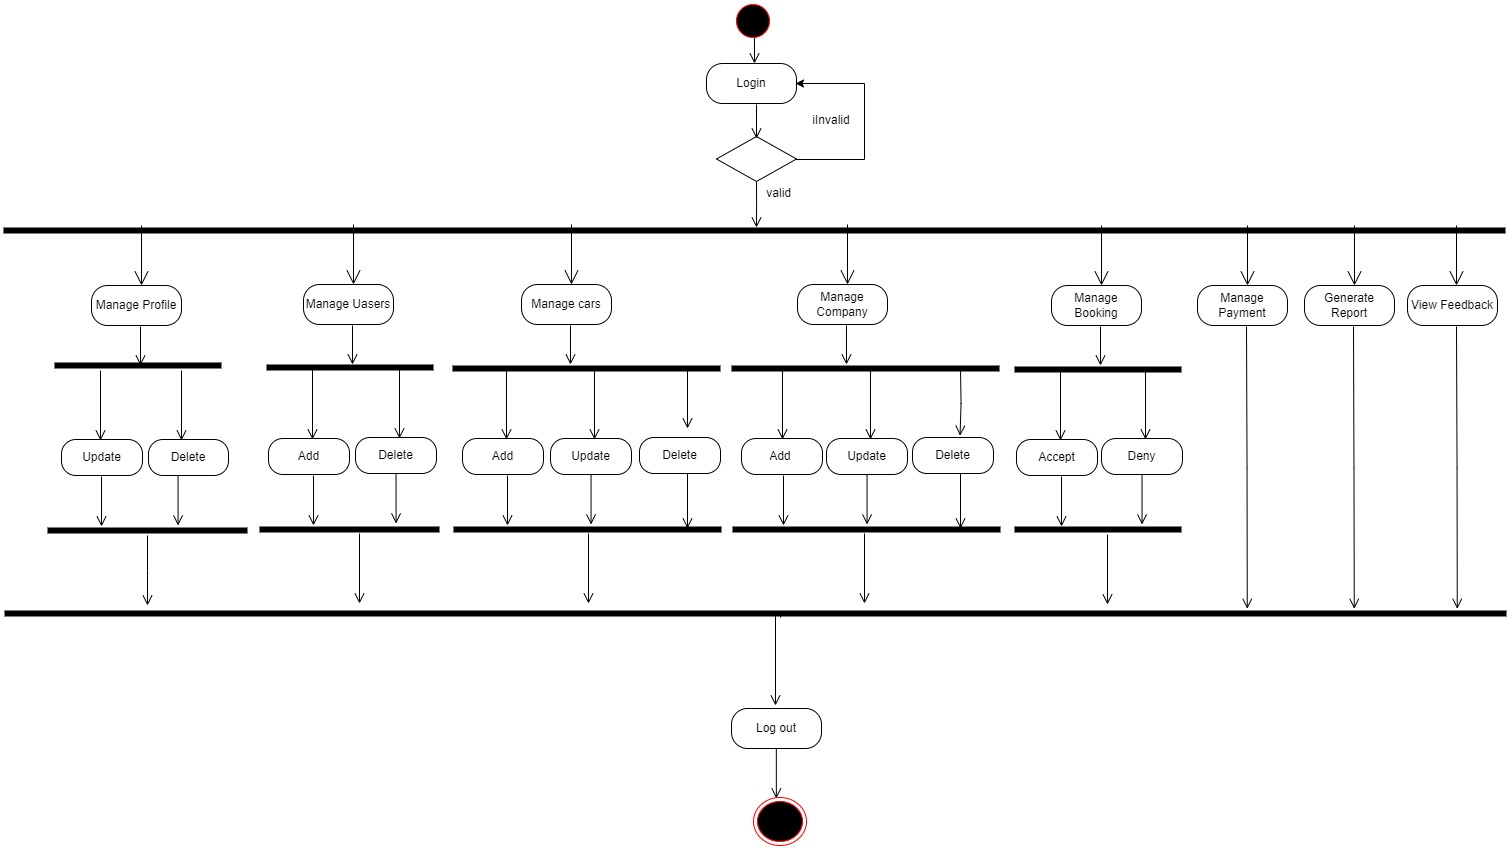 Login
iInvalid
valid
Manage Profile
Manage Uasers
Manage cars
Manage
Company
Manage
Booking
Manage
Payment
Generate
Report
View Feedback
Update
Delete
Add
Delete
Add
Update
Delete
Add
Update
Delete
Accept
Deny
Log out